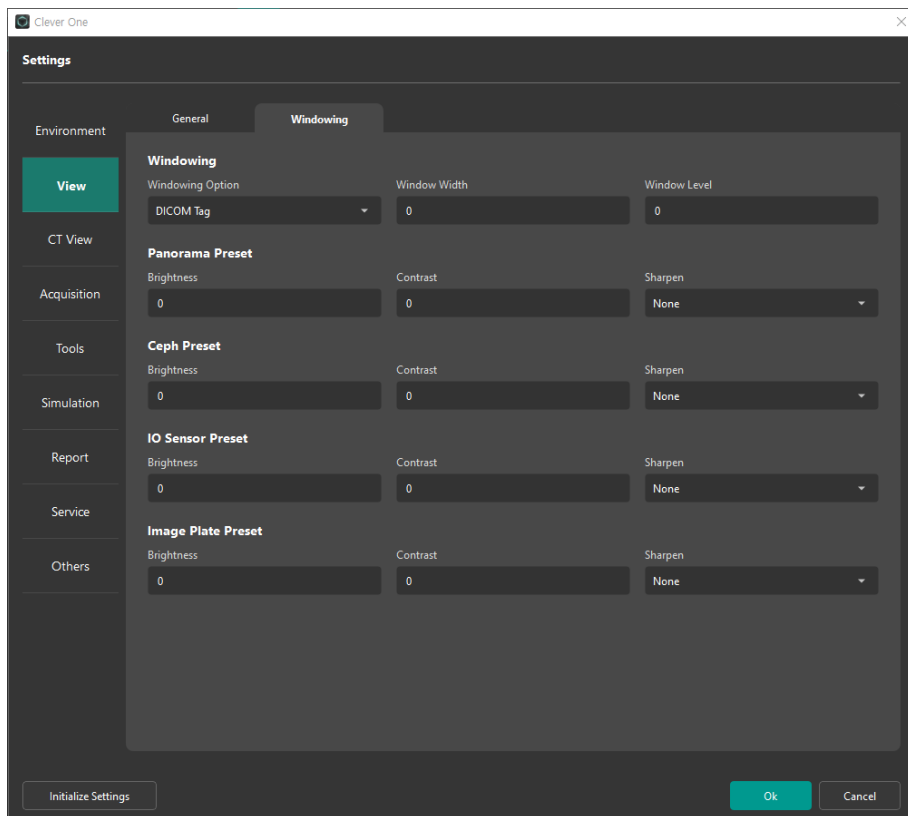 Clever One
Settings
Environment
View
CT View
Acquisition
Tools
Simulation
Report
Service
Others
General Windowing
Windowing
Windowing Option Window Width Window Level
DICOM Tag 0 0
Panorama Preset
Brightness Contrast Sharpen
0 0 None
Ceph Preset
Brightness Contrast Sharpen
0 0 None
IO Sensor Preset
Brightness Contrast Sharpen
0 0 None
Image Plate Preset
Brightness Contrast Sharpen
0 0 None
Initialize Settings Ok Cancel